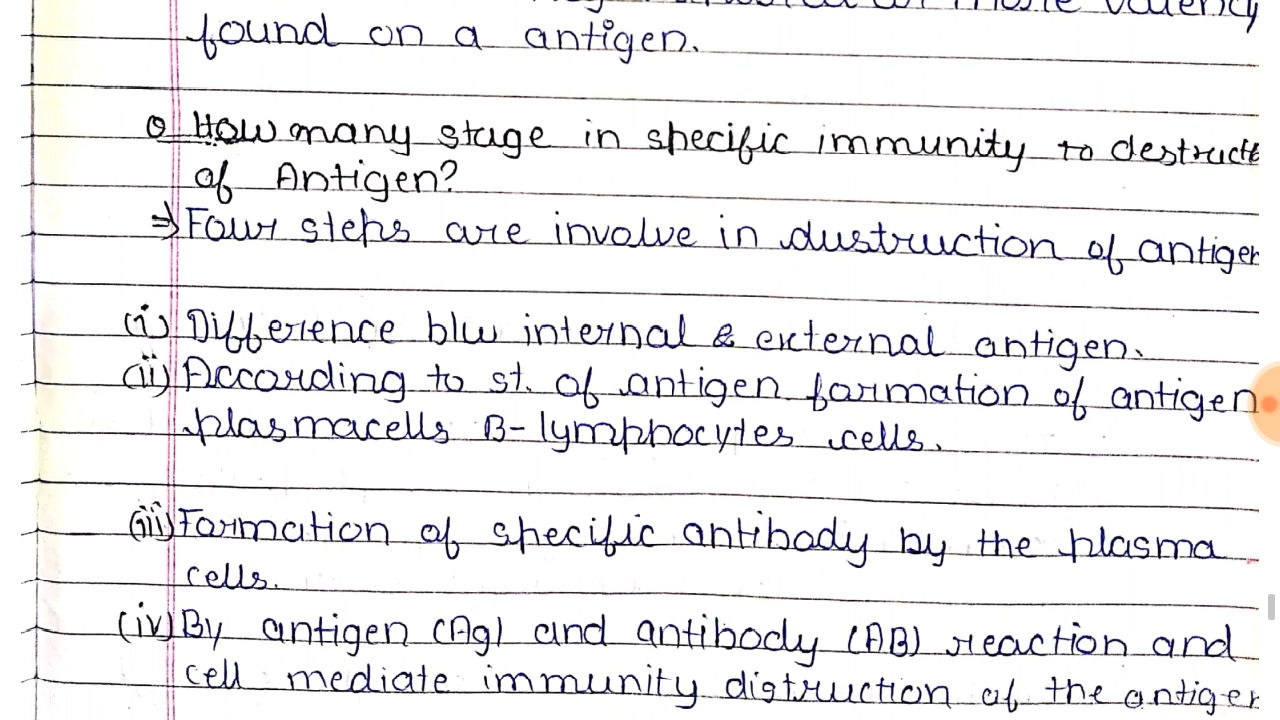 valency
found on a antigen.
Q How many stage in specific immunity to destructe
of Antigen?
⇒ Four steps are involve in dustruction of antigen
(i) Difference b/w internal & external antigen.
(ii) According to st. of antigen formation of antigen
plasmacells B-lymphocytes cells.
(iii) Formation of specific antibody by the plasma
cells.
(iv) By antigen (Ag) and antibody (AB) reaction and
cell mediate immunity distruction of the antigen